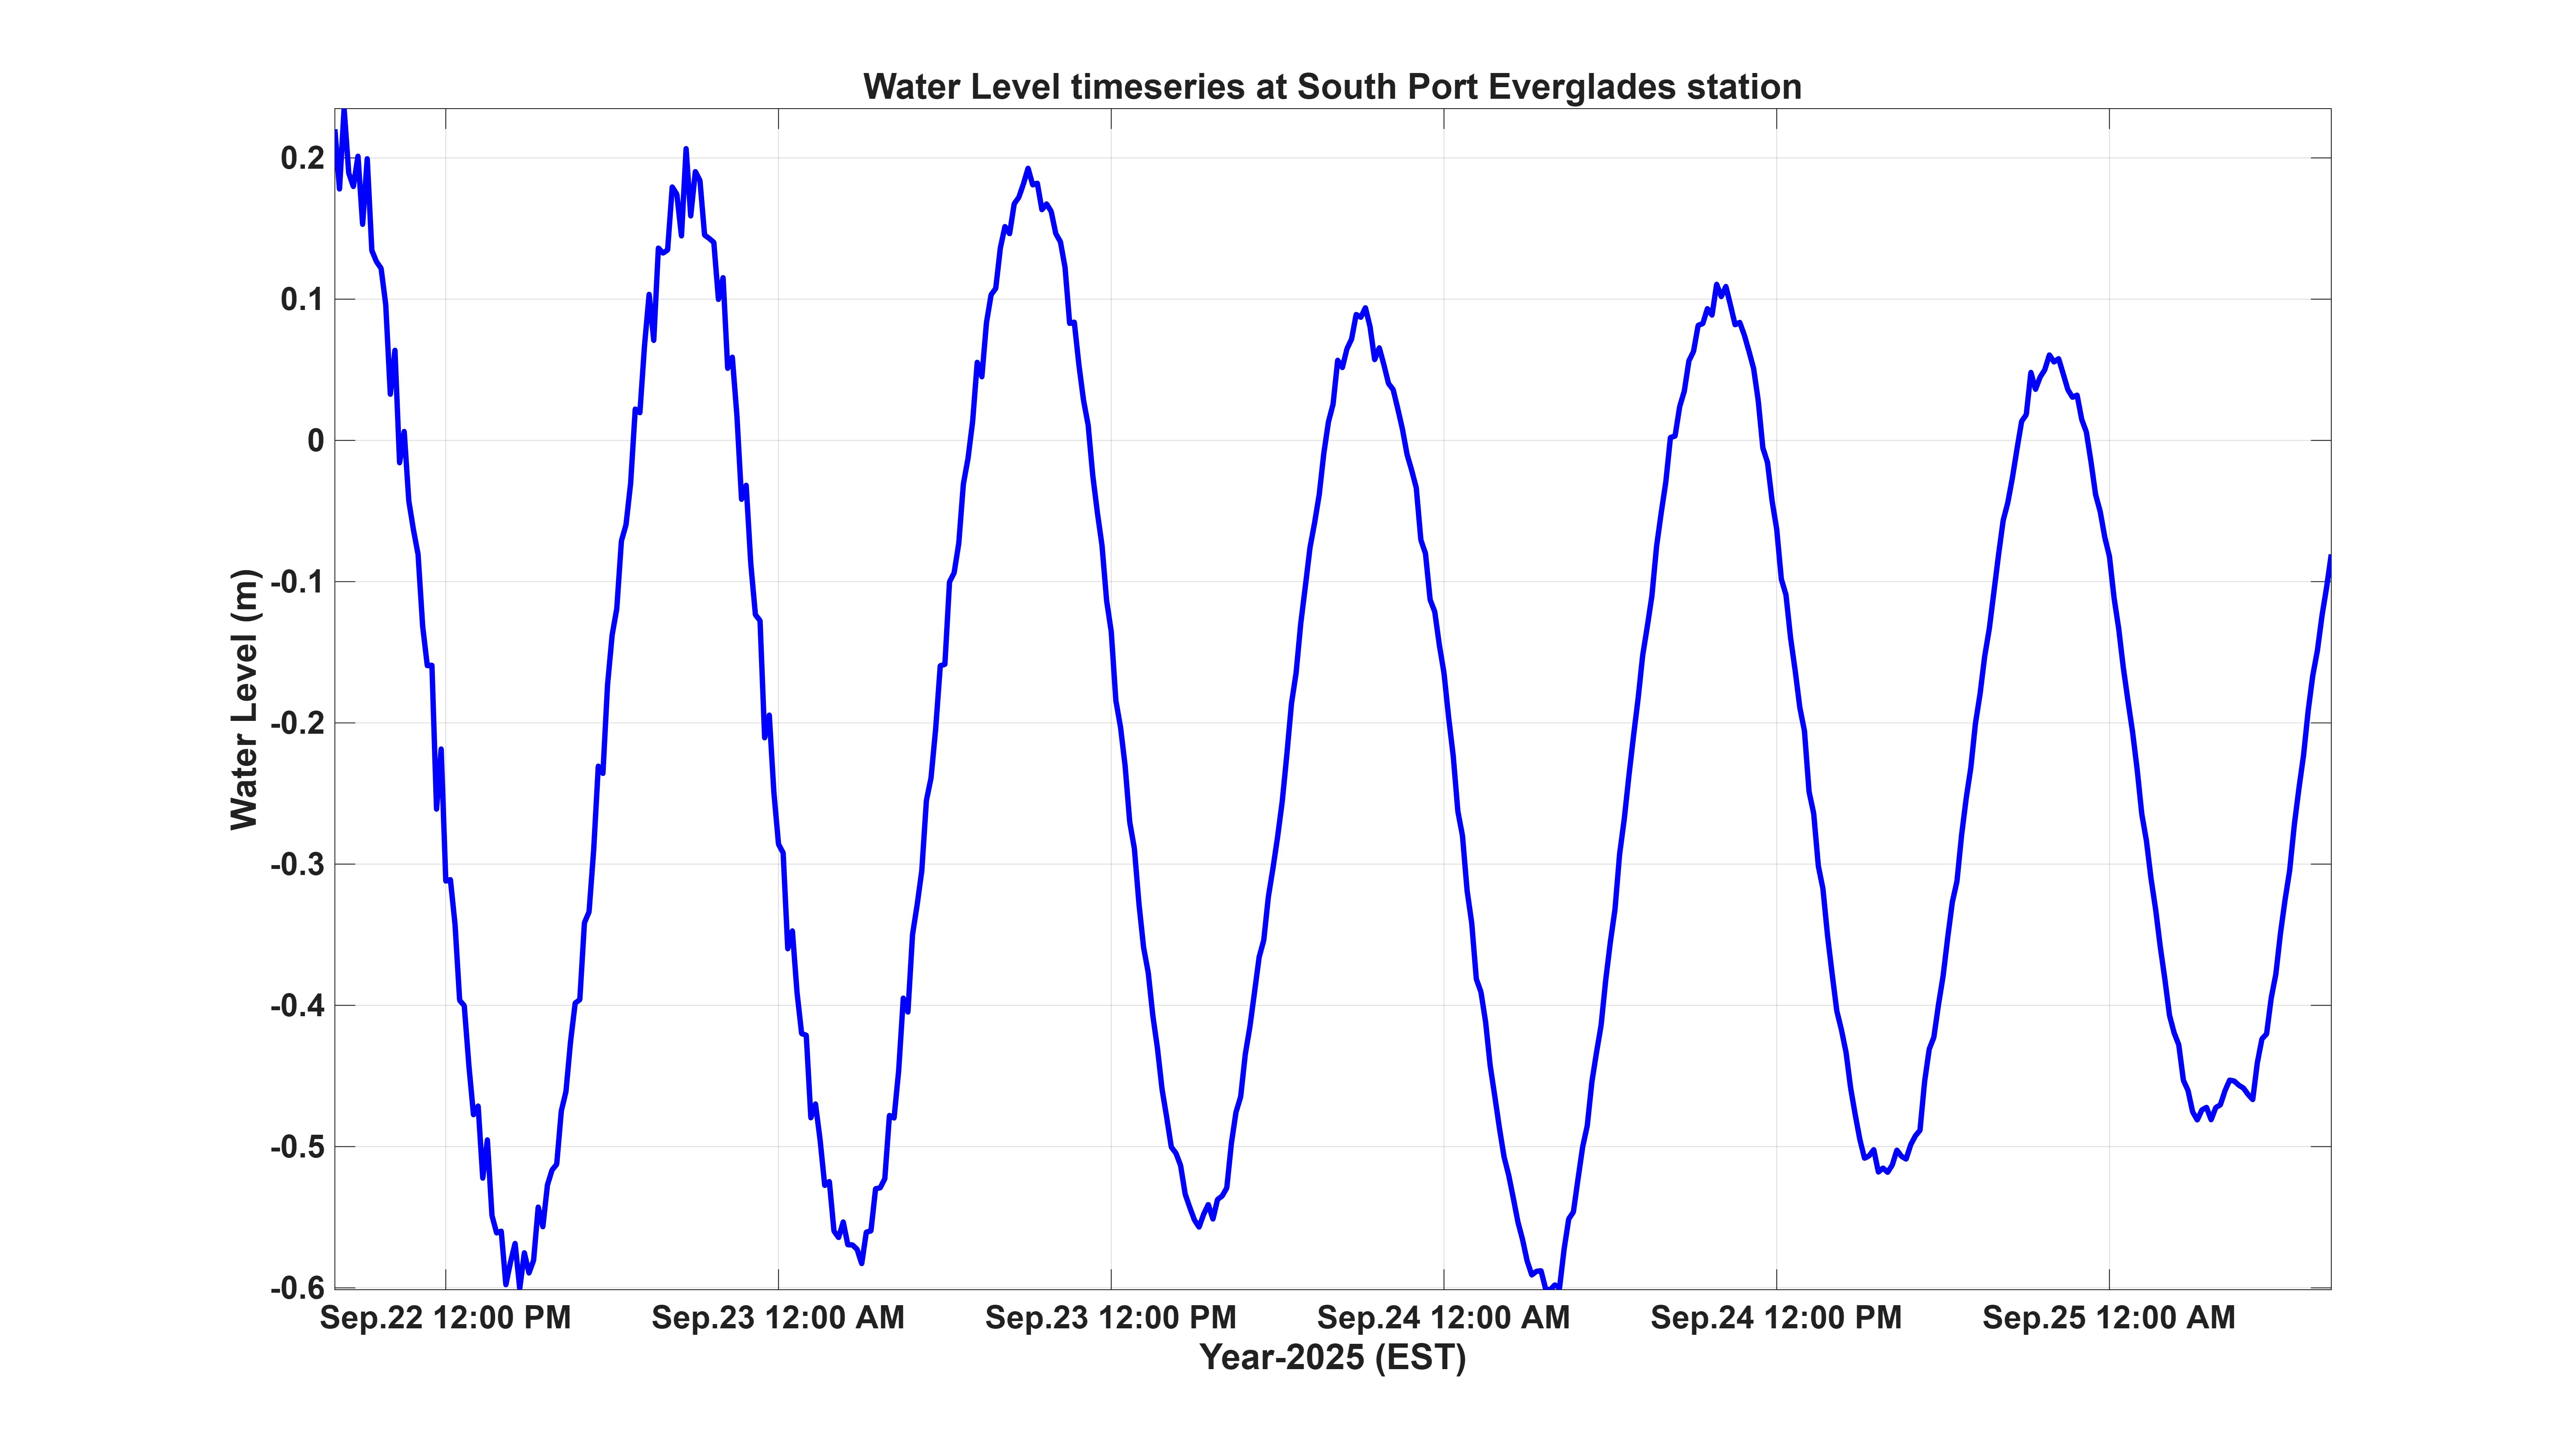 Water Level timeseries at South Port Everglades station
0.2
0.1
0
-0.1
-0.2
-0.3
-0.4
-0.5
-0.6
Water Level (m)
Sep.22 12:00 PM
Sep.23 12:00 AM
Sep.23 12:00 PM
Sep.24 12:00 AM
Sep.24 12:00 PM
Sep.25 12:00 AM
Year-2025 (EST)